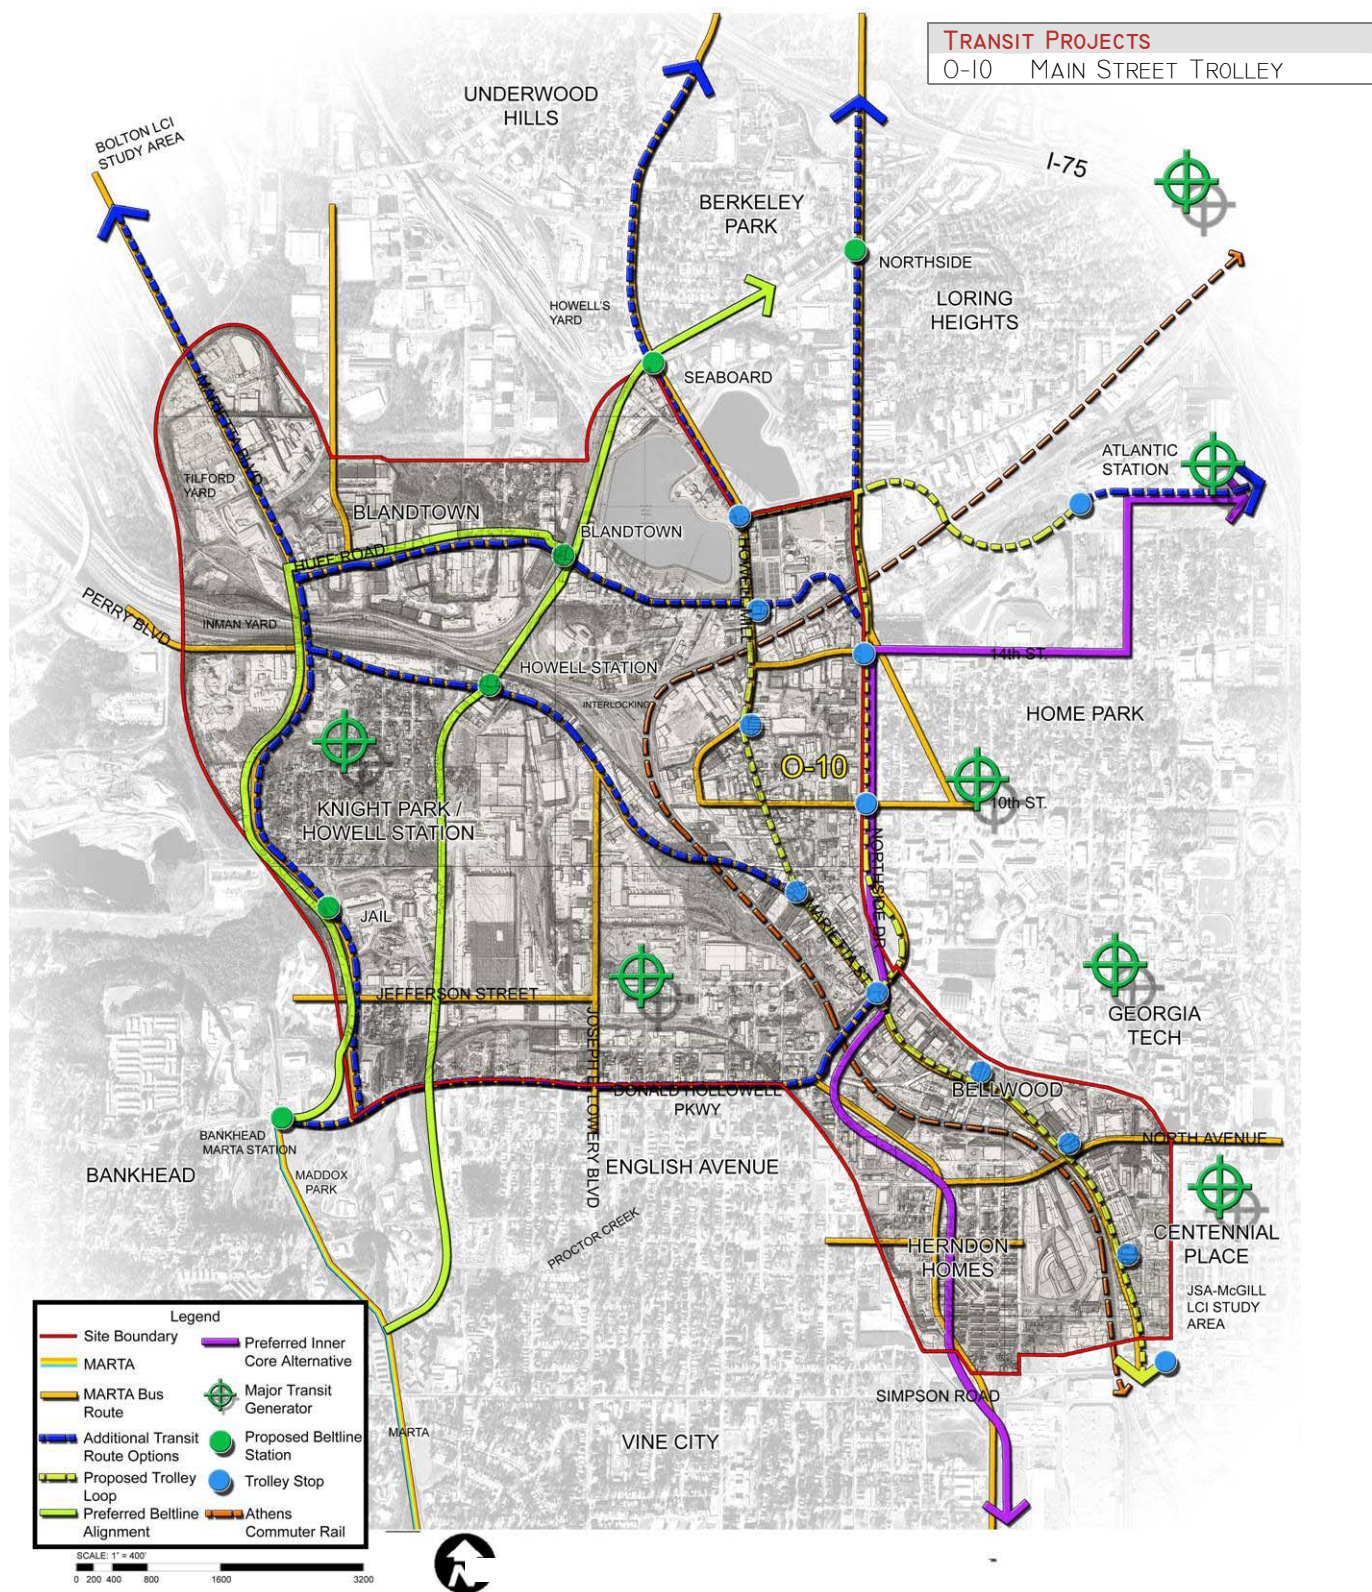 TRANSIT PROJECTS
O-10 MAIN STREET TROLLEY
UNDERWOOD
HILLS
BOLTON LCI
STUDY AREA
I-75
BERKELEY
PARK
NORTHSIDE
LORING
HEIGHTS
HOWELL'S
YARD
SEABOARD
MARIETTA BLVD.
TILFORD
YARD
ATLANTIC
STATION
BLANDTOWN
BLANDTOWN
HUFF ROAD
HOWELL MILL
PERRY BLVD
INMAN YARD
HOWELL STATION
14th ST.
INTERLOCKING
HOME PARK
O-10
10th ST.
KNIGHT PARK /
HOWELL STATION
NORTHSIDE DR.
JAIL
MARIETTA ST.
JEFFERSON STREET
GEORGIA
TECH
JOSEPH LOWERY BLVD
DONALD HOLLOWELL
PKWY
BELLWOOD
BANKHEAD
MARTA STATION
NORTH AVENUE
BANKHEAD
MADDOX
PARK
ENGLISH AVENUE
PROCTOR CREEK
HERNDON
HOMES
CENTENNIAL
PLACE
JSA-McGILL
LCI STUDY
AREA
SIMPSON ROAD
VINE CITY
MARTA
Legend
Site Boundary
MARTA
MARTA Bus
Route
Additional Transit
Route Options
Proposed Trolley
Loop
Preferred Beltline
Alignment
Preferred Inner
Core Alternative
Major Transit
Generator
Proposed Beltline
Station
Trolley Stop
Athens
Commuter Rail
SCALE: 1" = 400'
0 200 400 800 1600 3200
N